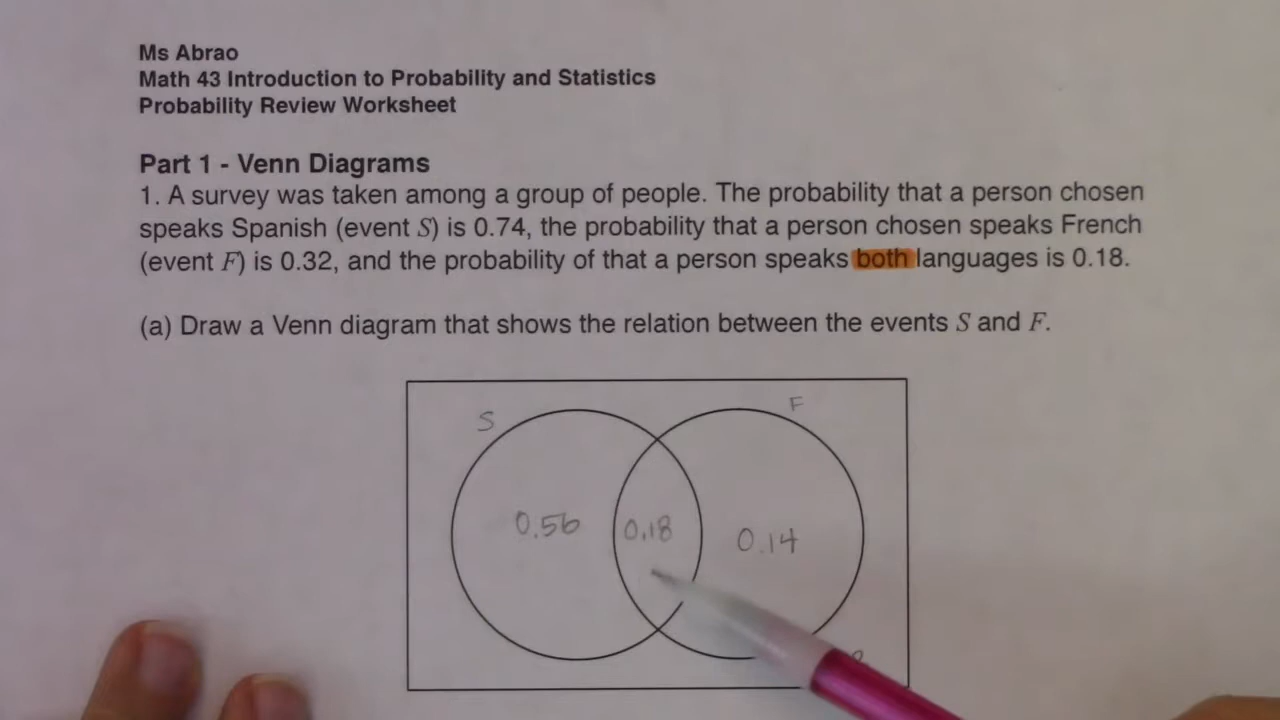 Ms Abrao
Math 43 Introduction to Probability and Statistics
Probability Review Worksheet
Part 1 - Venn Diagrams
1. A survey was taken among a group of people. The probability that a person chosen
speaks Spanish (event S) is 0.74, the probability that a person chosen speaks French
(event F) is 0.32, and the probability of that a person speaks both languages is 0.18.
(a) Draw a Venn diagram that shows the relation between the events S and F.
S
F
0.56
0.18
0.14